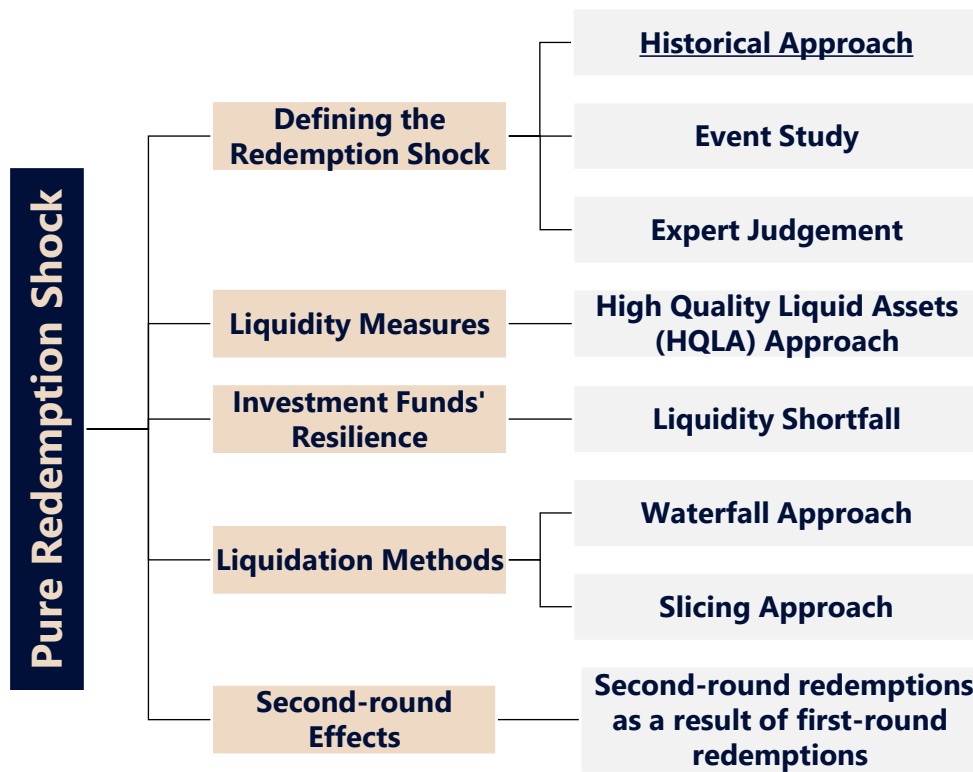 Pure Redemption Shock
Defining the
Redemption Shock
Historical Approach
Event Study
Expert Judgement
Liquidity Measures
High Quality Liquid Assets
(HQLA) Approach
Investment Funds'
Resilience
Liquidity Shortfall
Liquidation Methods
Waterfall Approach
Slicing Approach
Second-round
Effects
Second-round redemptions
as a result of first-round
redemptions